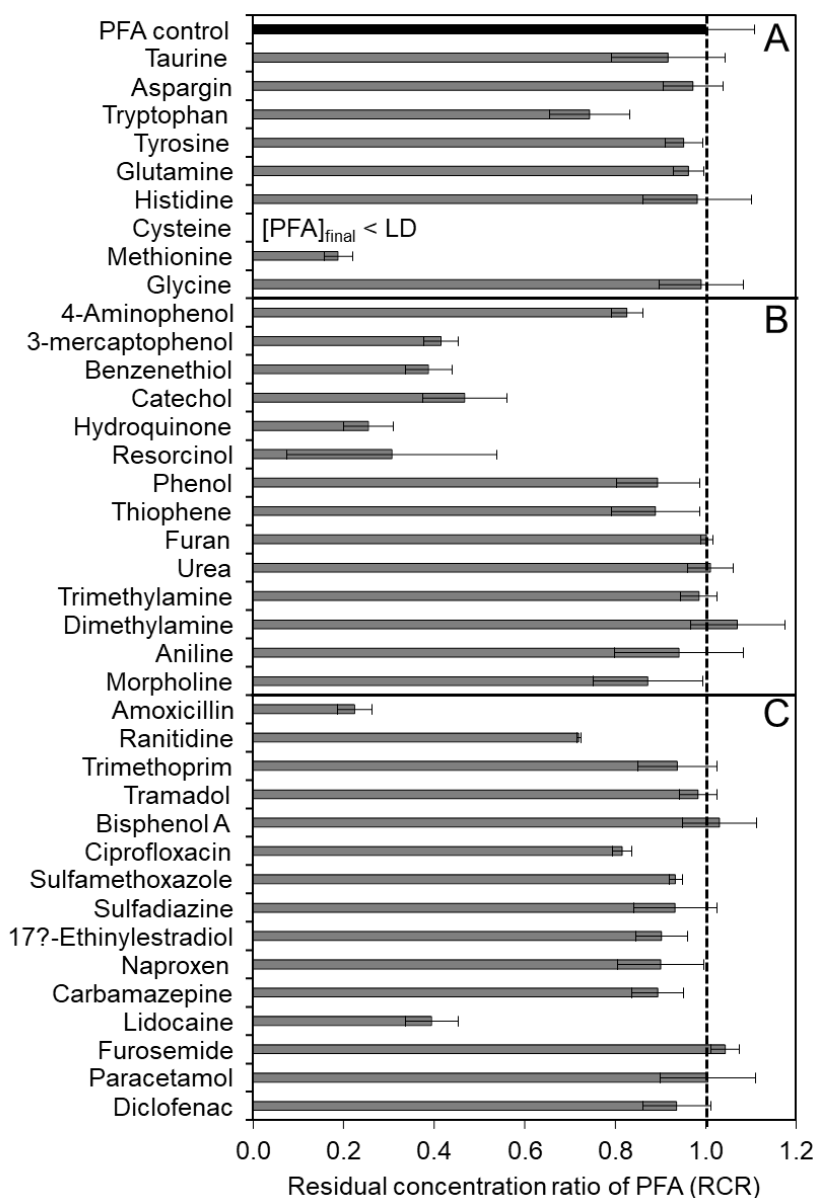 PFA control
A
Taurine
Aspargin
Tryptophan
Tyrosine
Glutamine
Histidine
Cysteine
[PFA]final < LD
Methionine
Glycine
4-Aminophenol
B
3-mercaptophenol
Benzenethiol
Catechol
Hydroquinone
Resorcinol
Phenol
Thiophene
Furan
Urea
Trimethylamine
Dimethylamine
Aniline
Morpholine
Amoxicillin
C
Ranitidine
Trimethoprim
Tramadol
Bisphenol A
Ciprofloxacin
Sulfamethoxazole
Sulfadiazine
17?-Ethinylestradiol
Naproxen
Carbamazepine
Lidocaine
Furosemide
Paracetamol
Diclofenac
0.0 0.2 0.4 0.6 0.8 1.0 1.2
Residual concentration ratio of PFA (RCR)